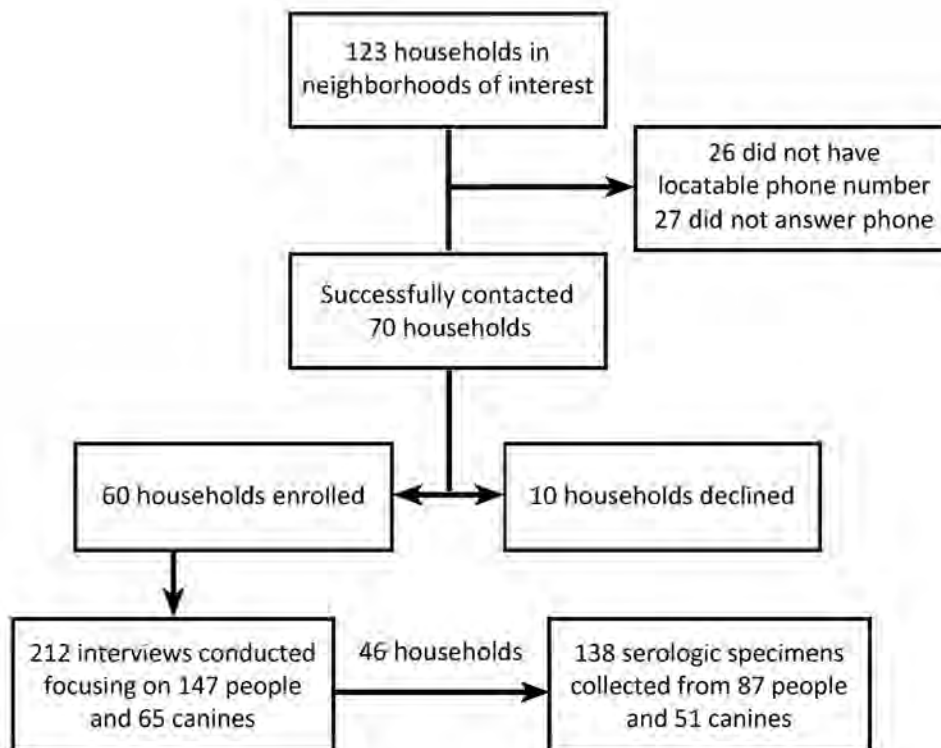 123 households in
neighborhoods of interest
26 did not have
locatable phone number
27 did not answer phone
Successfully contacted
70 households
60 households enrolled
10 households declined
212 interviews conducted
focusing on 147 people
and 65 canines
46 households
138 serologic specimens
collected from 87 people
and 51 canines